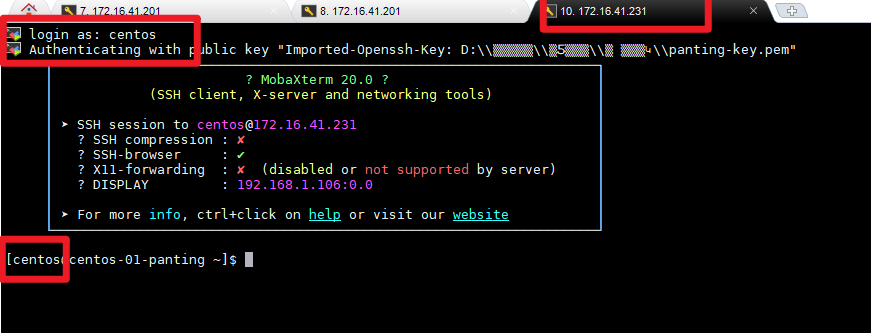 7. 172.16.41.201
8. 172.16.41.201
10. 172.16.41.231
login as: centos
Authenticating with public key "Imported-Openssh-Key: D:\\▒▒▒▒▒\\▒5▒▒▒\\▒ ▒▒▒4\\panting-key.pem"
? MobaXterm 20.0 ?
(SSH client, X-server and networking tools)
➤ SSH session to centos@172.16.41.231
? SSH compression : ✘
? SSH-browser     : ✔
? X11-forwarding  : ✘  (disabled or not supported by server)
? DISPLAY         : 192.168.1.106:0.0
➤ For more info, ctrl+click on help or visit our website
[centos@centos-01-panting ~]$